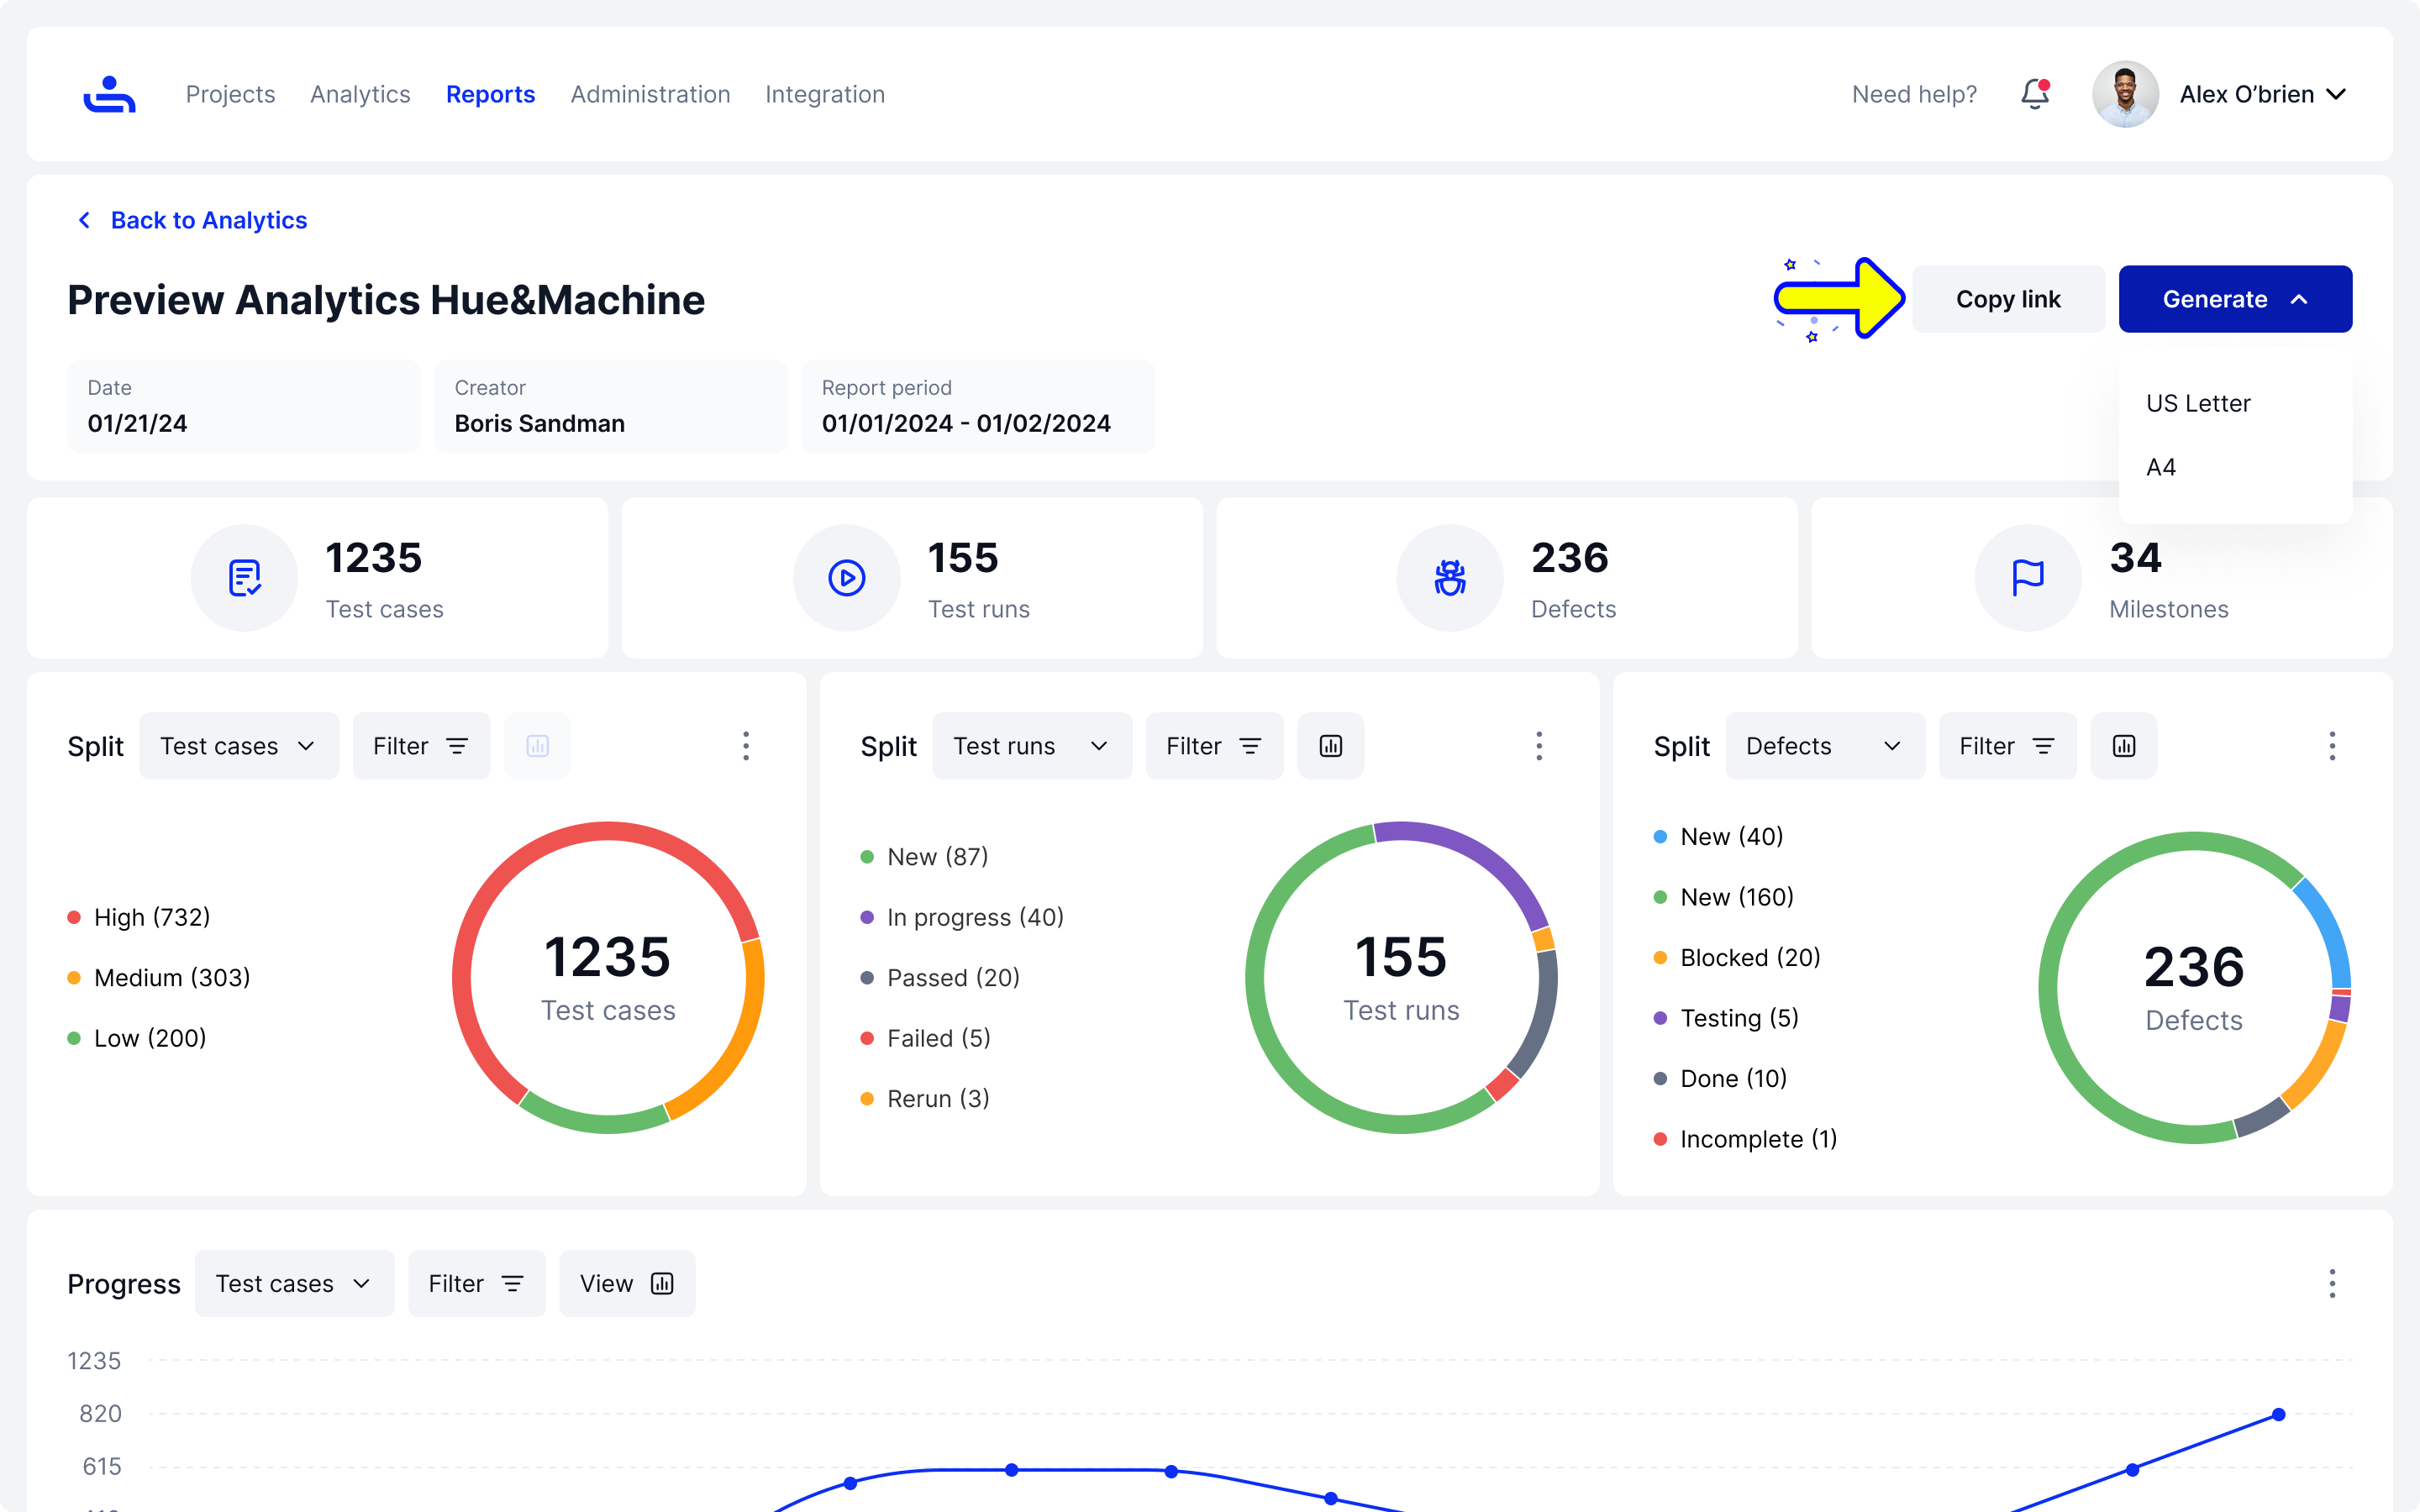 Projects
Analytics
Reports
Administration
Integration
Need help?
Alex O’brien
Back to Analytics
Preview Analytics Hue&Machine
Copy link
Generate
US Letter
A4
Date
01/21/24
Creator
Boris Sandman
Report period
01/01/2024 - 01/02/2024
1235
Test cases
155
Test runs
236
Defects
34
Milestones
Split
Test cases
Filter
High (732)
Medium (303)
Low (200)
1235
Test cases
Split
Test runs
Filter
New (87)
In progress (40)
Passed (20)
Failed (5)
Rerun (3)
155
Test runs
Split
Defects
Filter
New (40)
New (160)
Blocked (20)
Testing (5)
Done (10)
Incomplete (1)
236
Defects
Progress
Test cases
Filter
View
1235
820
615